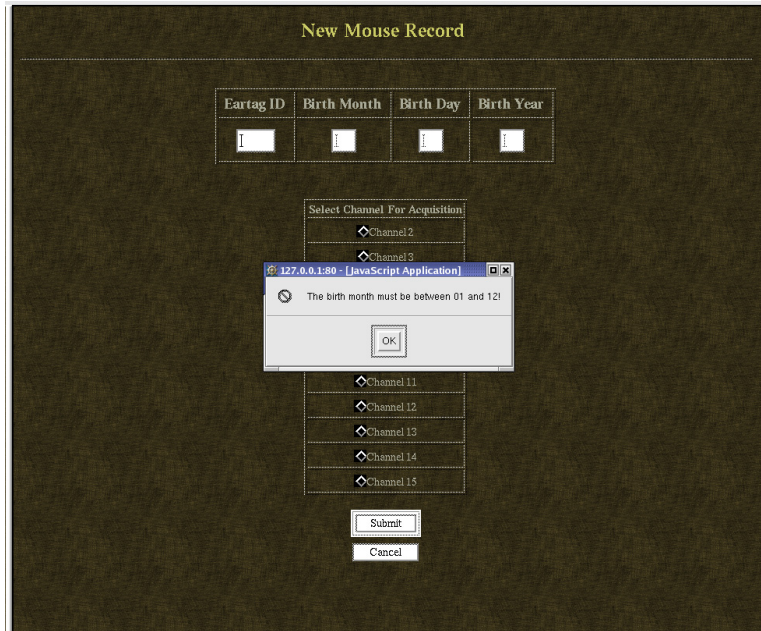 New Mouse Record
Eartag ID Birth Month Birth Day Birth Year
Select Channel For Acquisition
Channel 2
Channel 3
127.0.0.1:80 - [JavaScript Application]
The birth month must be between 01 and 12!
OK
Channel 11
Channel 12
Channel 13
Channel 14
Channel 15
Submit
Cancel